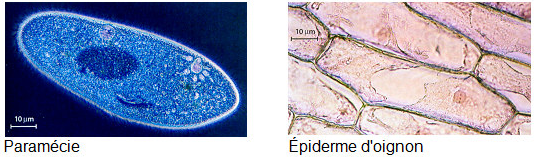 10 µm
10 µm
Paramécie
Épiderme d'oignon